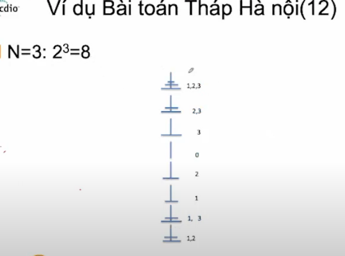 cdio
Ví dụ Bài toán Tháp Hà nội(12)
N=3: 2³=8
1,2,3
2,3
3
0
2
1
1, 3
1,2